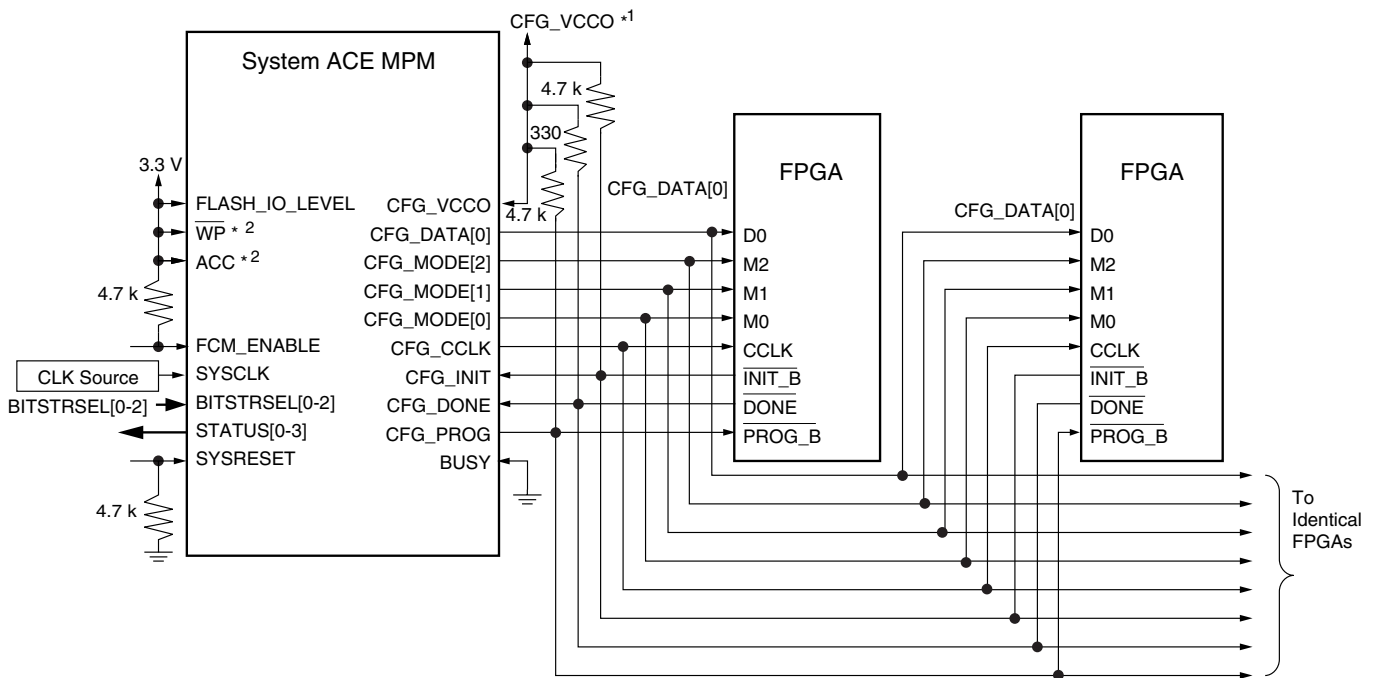 CFG_VCCO *1
System ACE MPM
4.7 k
330
4.7 k
3.3 V
FLASH_IO_LEVEL
WP * 2
ACC * 2
4.7 k
FCM_ENABLE
CLK Source
SYSCLK
BITSTRSEL[0-2]
BITSTRSEL[0-2]
STATUS[0-3]
SYSRESET
4.7 k
CFG_VCCO
CFG_DATA[0]
CFG_MODE[2]
CFG_MODE[1]
CFG_MODE[0]
CFG_CCLK
CFG_INIT
CFG_DONE
CFG_PROG
BUSY
CFG_DATA[0]
FPGA
D0
M2
M1
M0
CCLK
INIT_B
DONE
PROG_B
CFG_DATA[0]
FPGA
D0
M2
M1
M0
CCLK
INIT_B
DONE
PROG_B
To
Identical
FPGAs